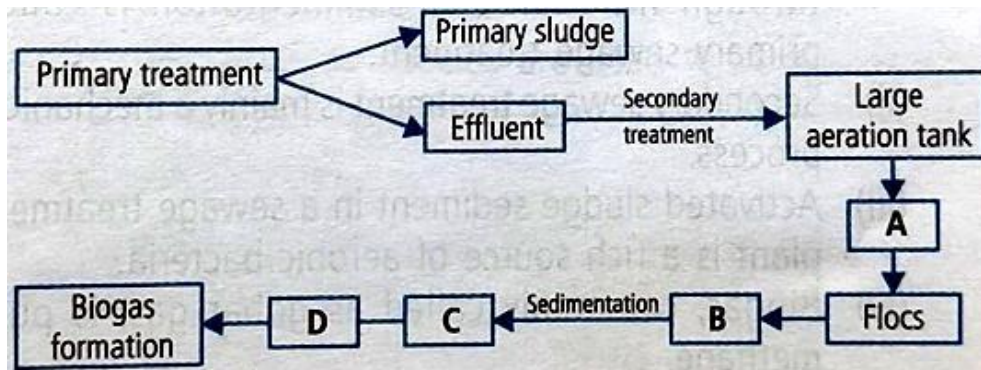 Primary sludge
Primary treatment
Effluent
Secondary
treatment
Large
aeration tank
A
Flocs
B
Sedimentation
C
D
Biogas
formation